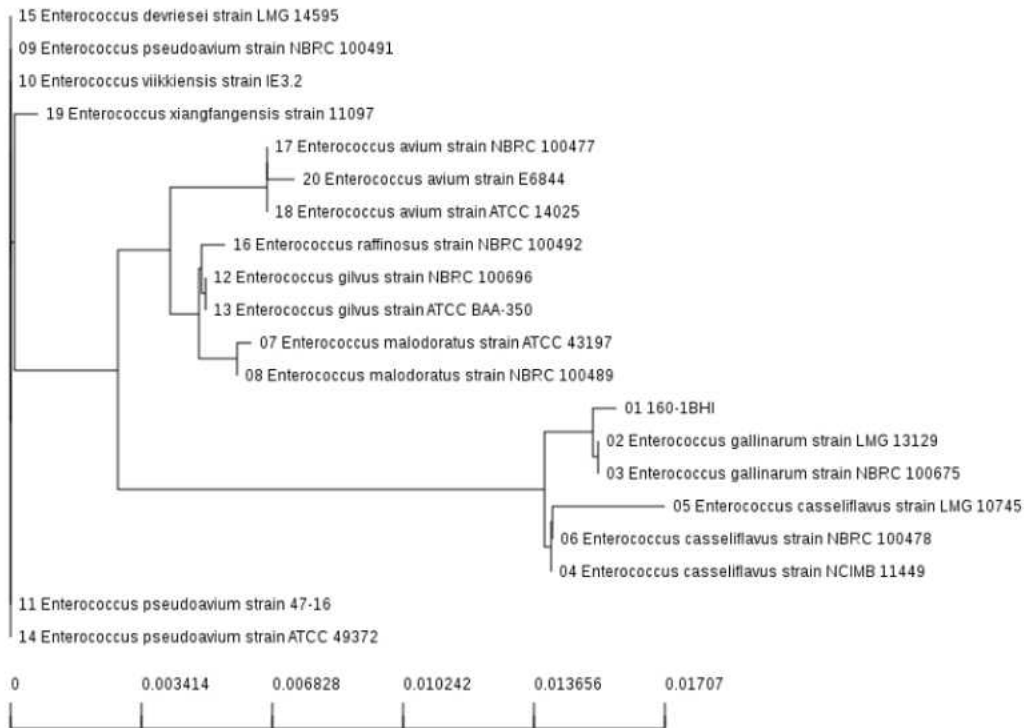 15 Enterococcus devriesei strain LMG 14595
09 Enterococcus pseudoavium strain NBRC 100491
10 Enterococcus viikkiensis strain IE3.2
19 Enterococcus xiangfangensis strain 11097
17 Enterococcus avium strain NBRC 100477
20 Enterococcus avium strain E6844
18 Enterococcus avium strain ATCC 14025
16 Enterococcus raffinosus strain NBRC 100492
12 Enterococcus gilvus strain NBRC 100696
13 Enterococcus gilvus strain ATCC BAA-350
07 Enterococcus malodoratus strain ATCC 43197
08 Enterococcus malodoratus strain NBRC 100489
01 160-1BHI
02 Enterococcus gallinarum strain LMG 13129
03 Enterococcus gallinarum strain NBRC 100675
05 Enterococcus casseliflavus strain LMG 10745
06 Enterococcus casseliflavus strain NBRC 100478
04 Enterococcus casseliflavus strain NCIMB 11449
11 Enterococcus pseudoavium strain 47-16
14 Enterococcus pseudoavium strain ATCC 49372
0 0.003414 0.006828 0.010242 0.013656 0.01707